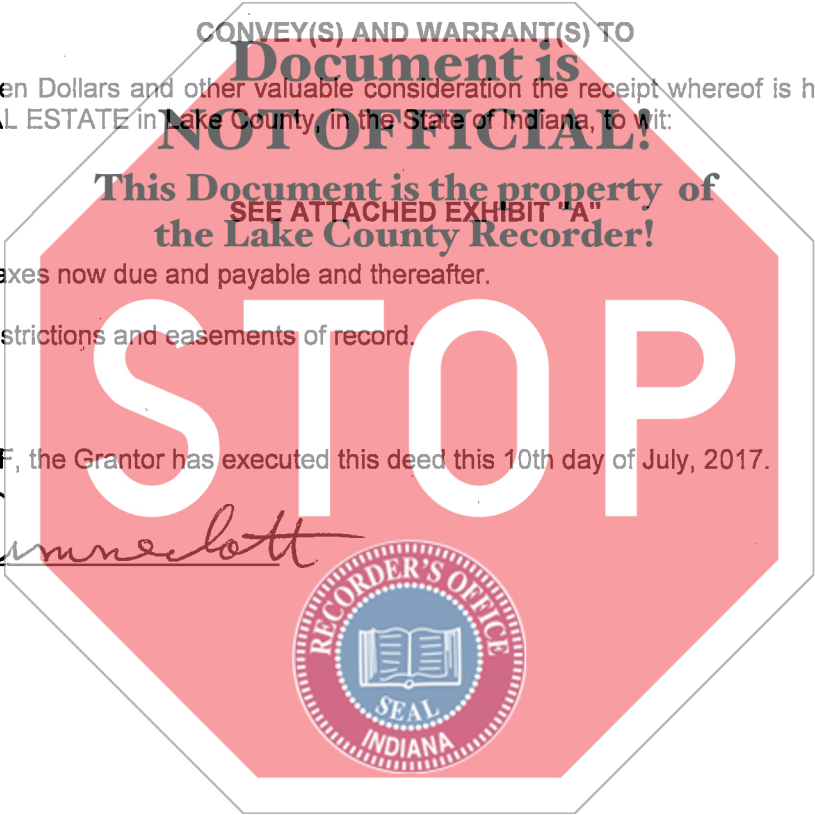 CONVEY(S) AND WARRANT(S) TO
Document is
en Dollars and other valuable consideration the receipt whereof is h
L ESTATE in Lake County, in the State of Indiana, to wit:
NOT OFFICIAL!
This Document is the property of
SEE ATTACHED EXHIBIT "A"
the Lake County Recorder!
axes now due and payable and thereafter.
strictions and easements of record.
STOP
F, the Grantor has executed this deed this 10th day of July, 2017.
RECORDER'S OFFICE
SEAL
INDIANA